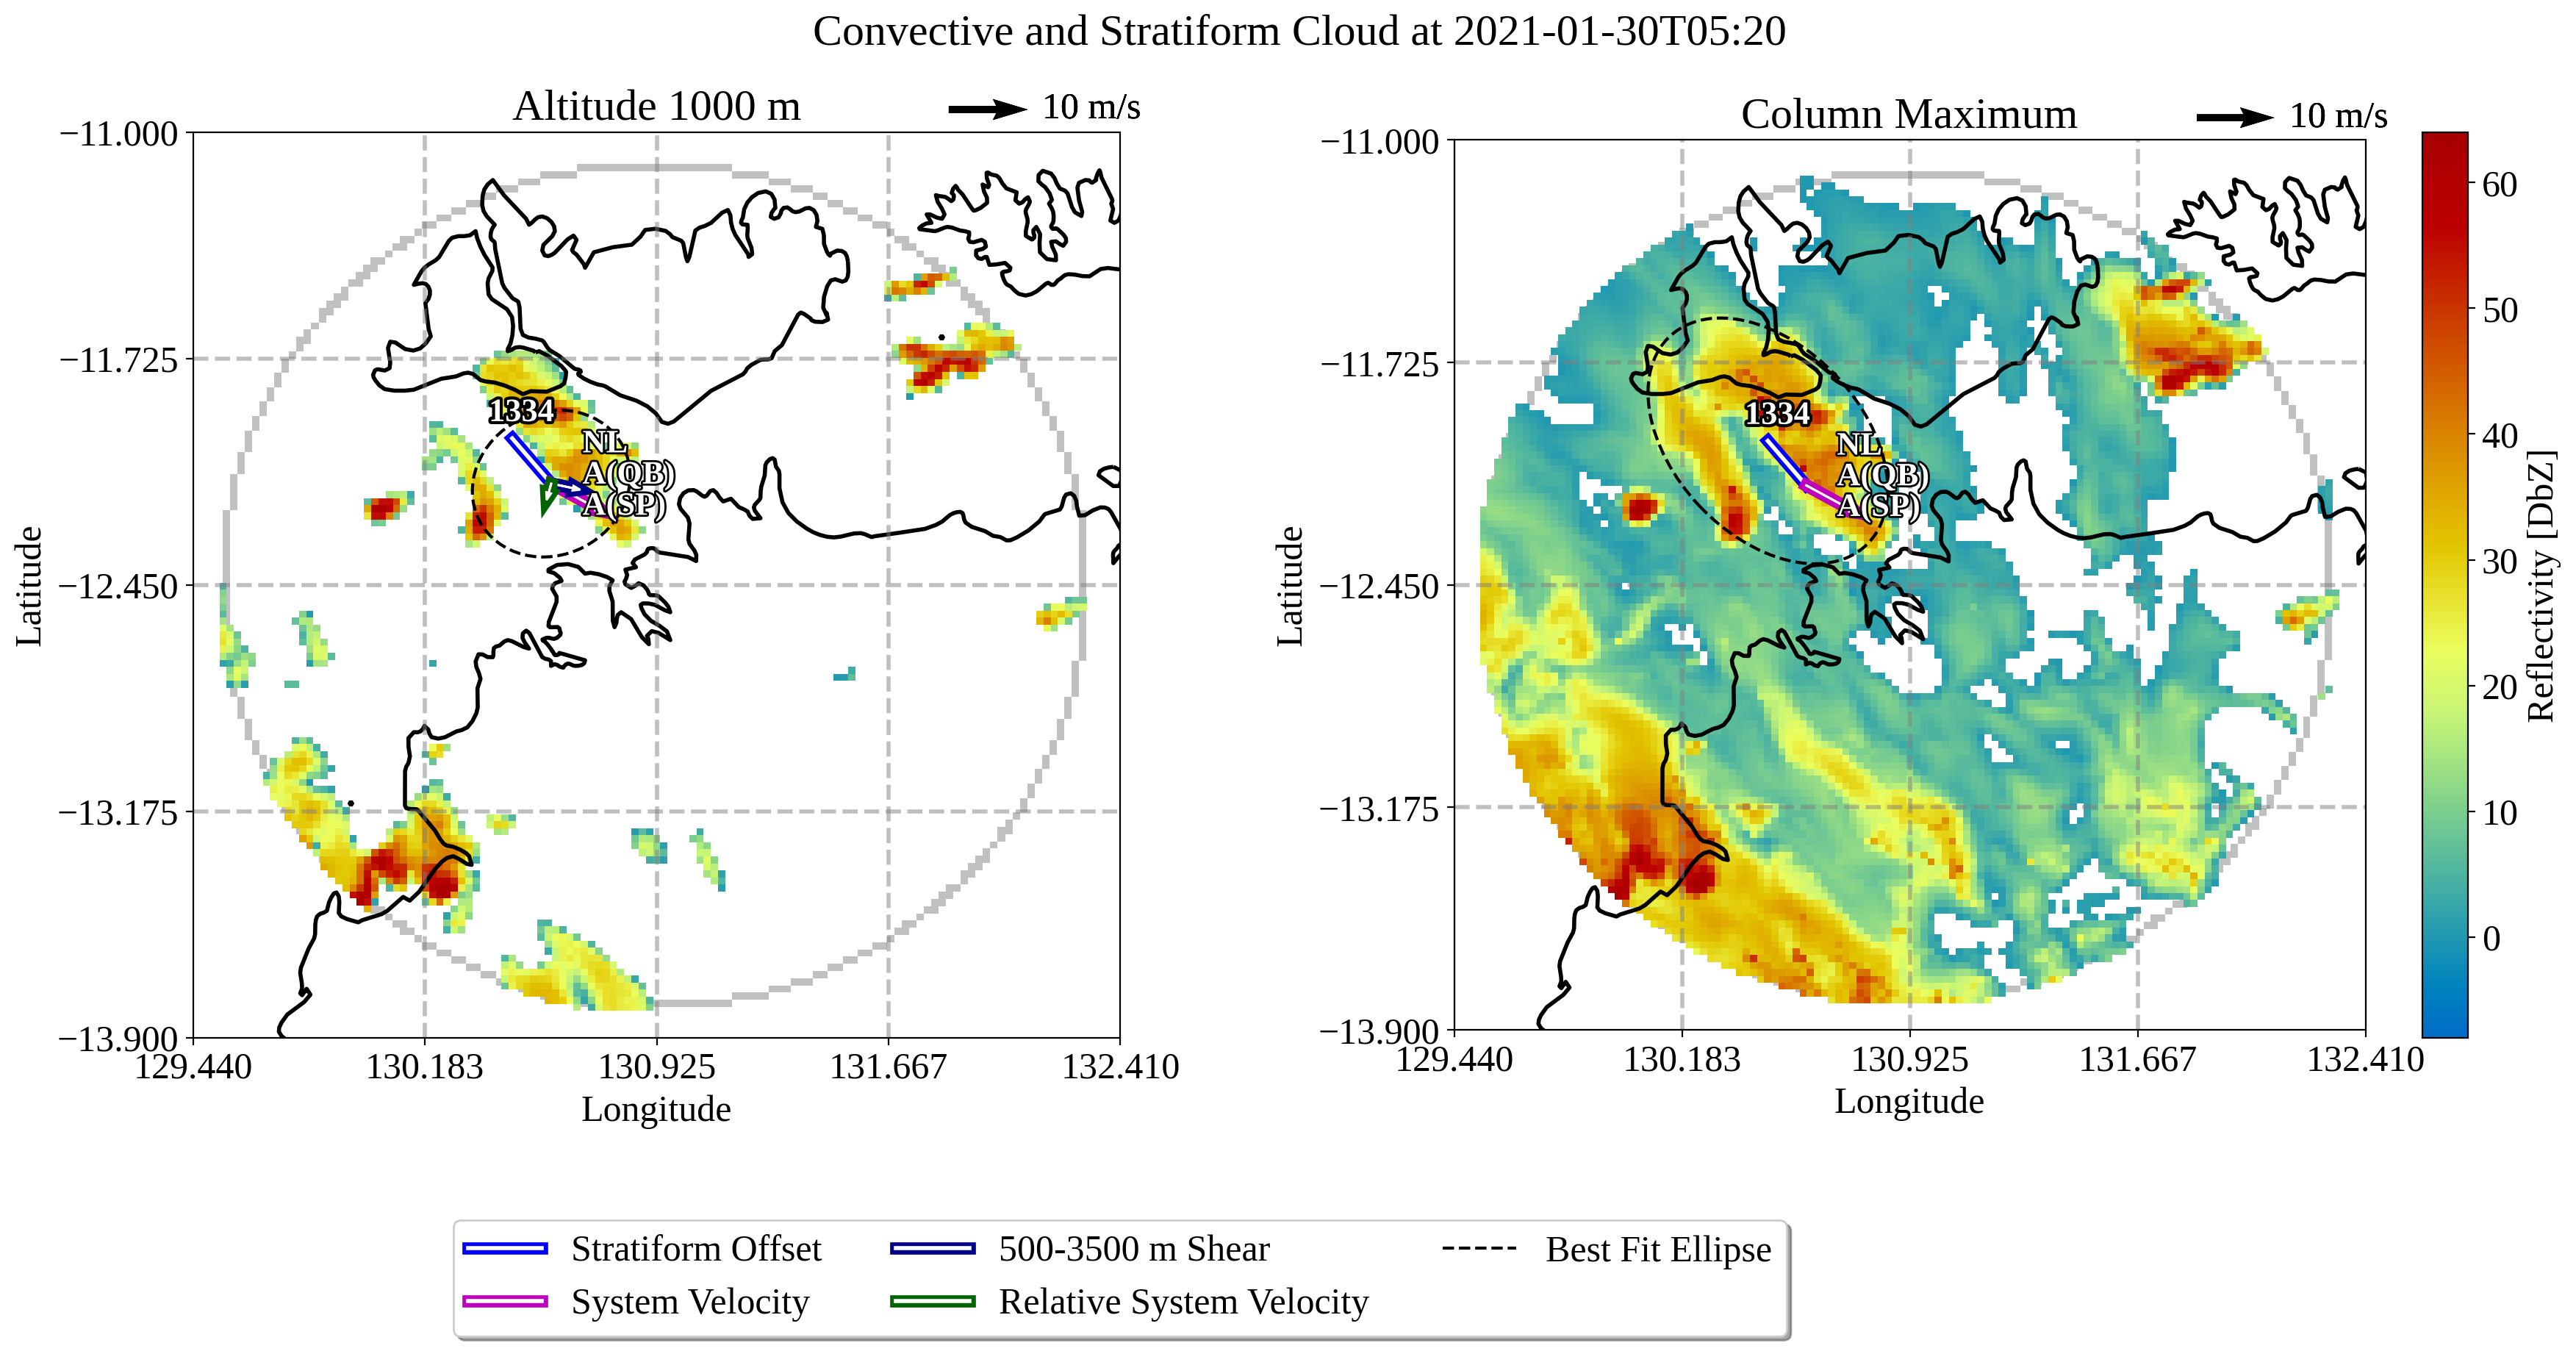 Convective and Stratiform Cloud at 2021-01-30T05:20
Altitude 1000 m
10 m/s
−11.000
−11.725
−12.450
−13.175
−13.900
Latitude
129.440
130.183
130.925
131.667
132.410
Longitude
1334
NL
A(QB)
A(SP)
Column Maximum
10 m/s
−11.000
−11.725
−12.450
−13.175
−13.900
Latitude
129.440
130.183
130.925
131.667
132.410
Longitude
1334
NL
A(QB)
A(SP)
60
50
40
30
20
10
0
Reflectivity [DbZ]
Stratiform Offset
System Velocity
500-3500 m Shear
Relative System Velocity
Best Fit Ellipse